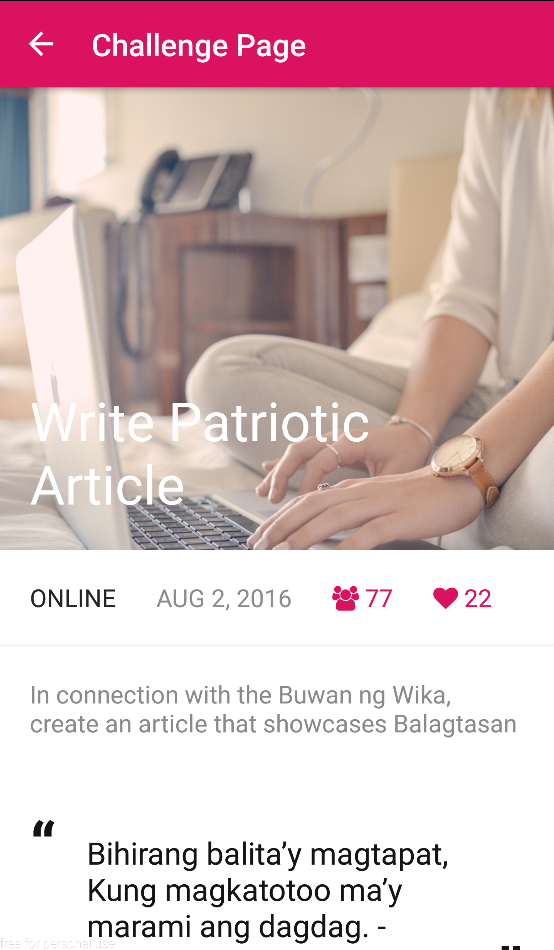 Challenge Page
Write Patriotic
Article
ONLINE AUG 2, 2016 77 22
In connection with the Buwan ng Wika,
create an article that showcases Balagtasan
“
Bihirang balita’y magtapat,
Kung magkatotoo ma’y
marami ang dagdag. -
free for personal use